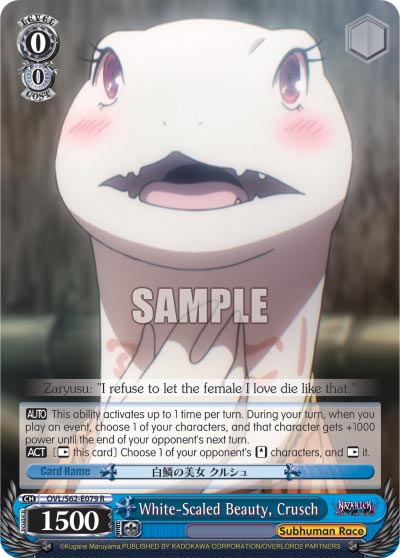 LEVEL
0
0
COST
SAMPLE
Zaryusu: "I refuse to let the female I love die like that."
AUTO This ability activates up to 1 time per turn. During your turn, when you
play an event, choose 1 of your characters, and that character gets +1000
power until the end of your opponent's next turn.
ACT [ this card] Choose 1 of your characters, and it.
Card Name 白鱗の美女 クルシュ
CH OVL/S62-E079 R
1500
White-Scaled Beauty, Crusch
NAZARICK
Subhuman Race
©Kugane Maruyama,PUBLISHED BY KADOKAWA CORPORATION/OVERLORD2PARTNERS